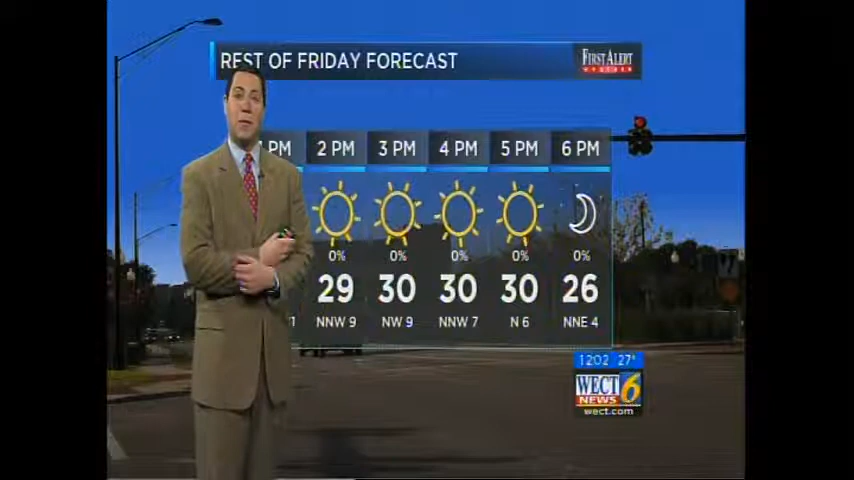 REST OF FRIDAY FORECAST
FIRST ALERT
PM 2 PM 3 PM 4 PM 5 PM 6 PM
0% 0% 0% 0% 0%
29 30 30 30 26
NNW 9 NW 9 NNW 7 N 6 NNE 4
12:02 27°
WECT 6
NEWS
wect.com